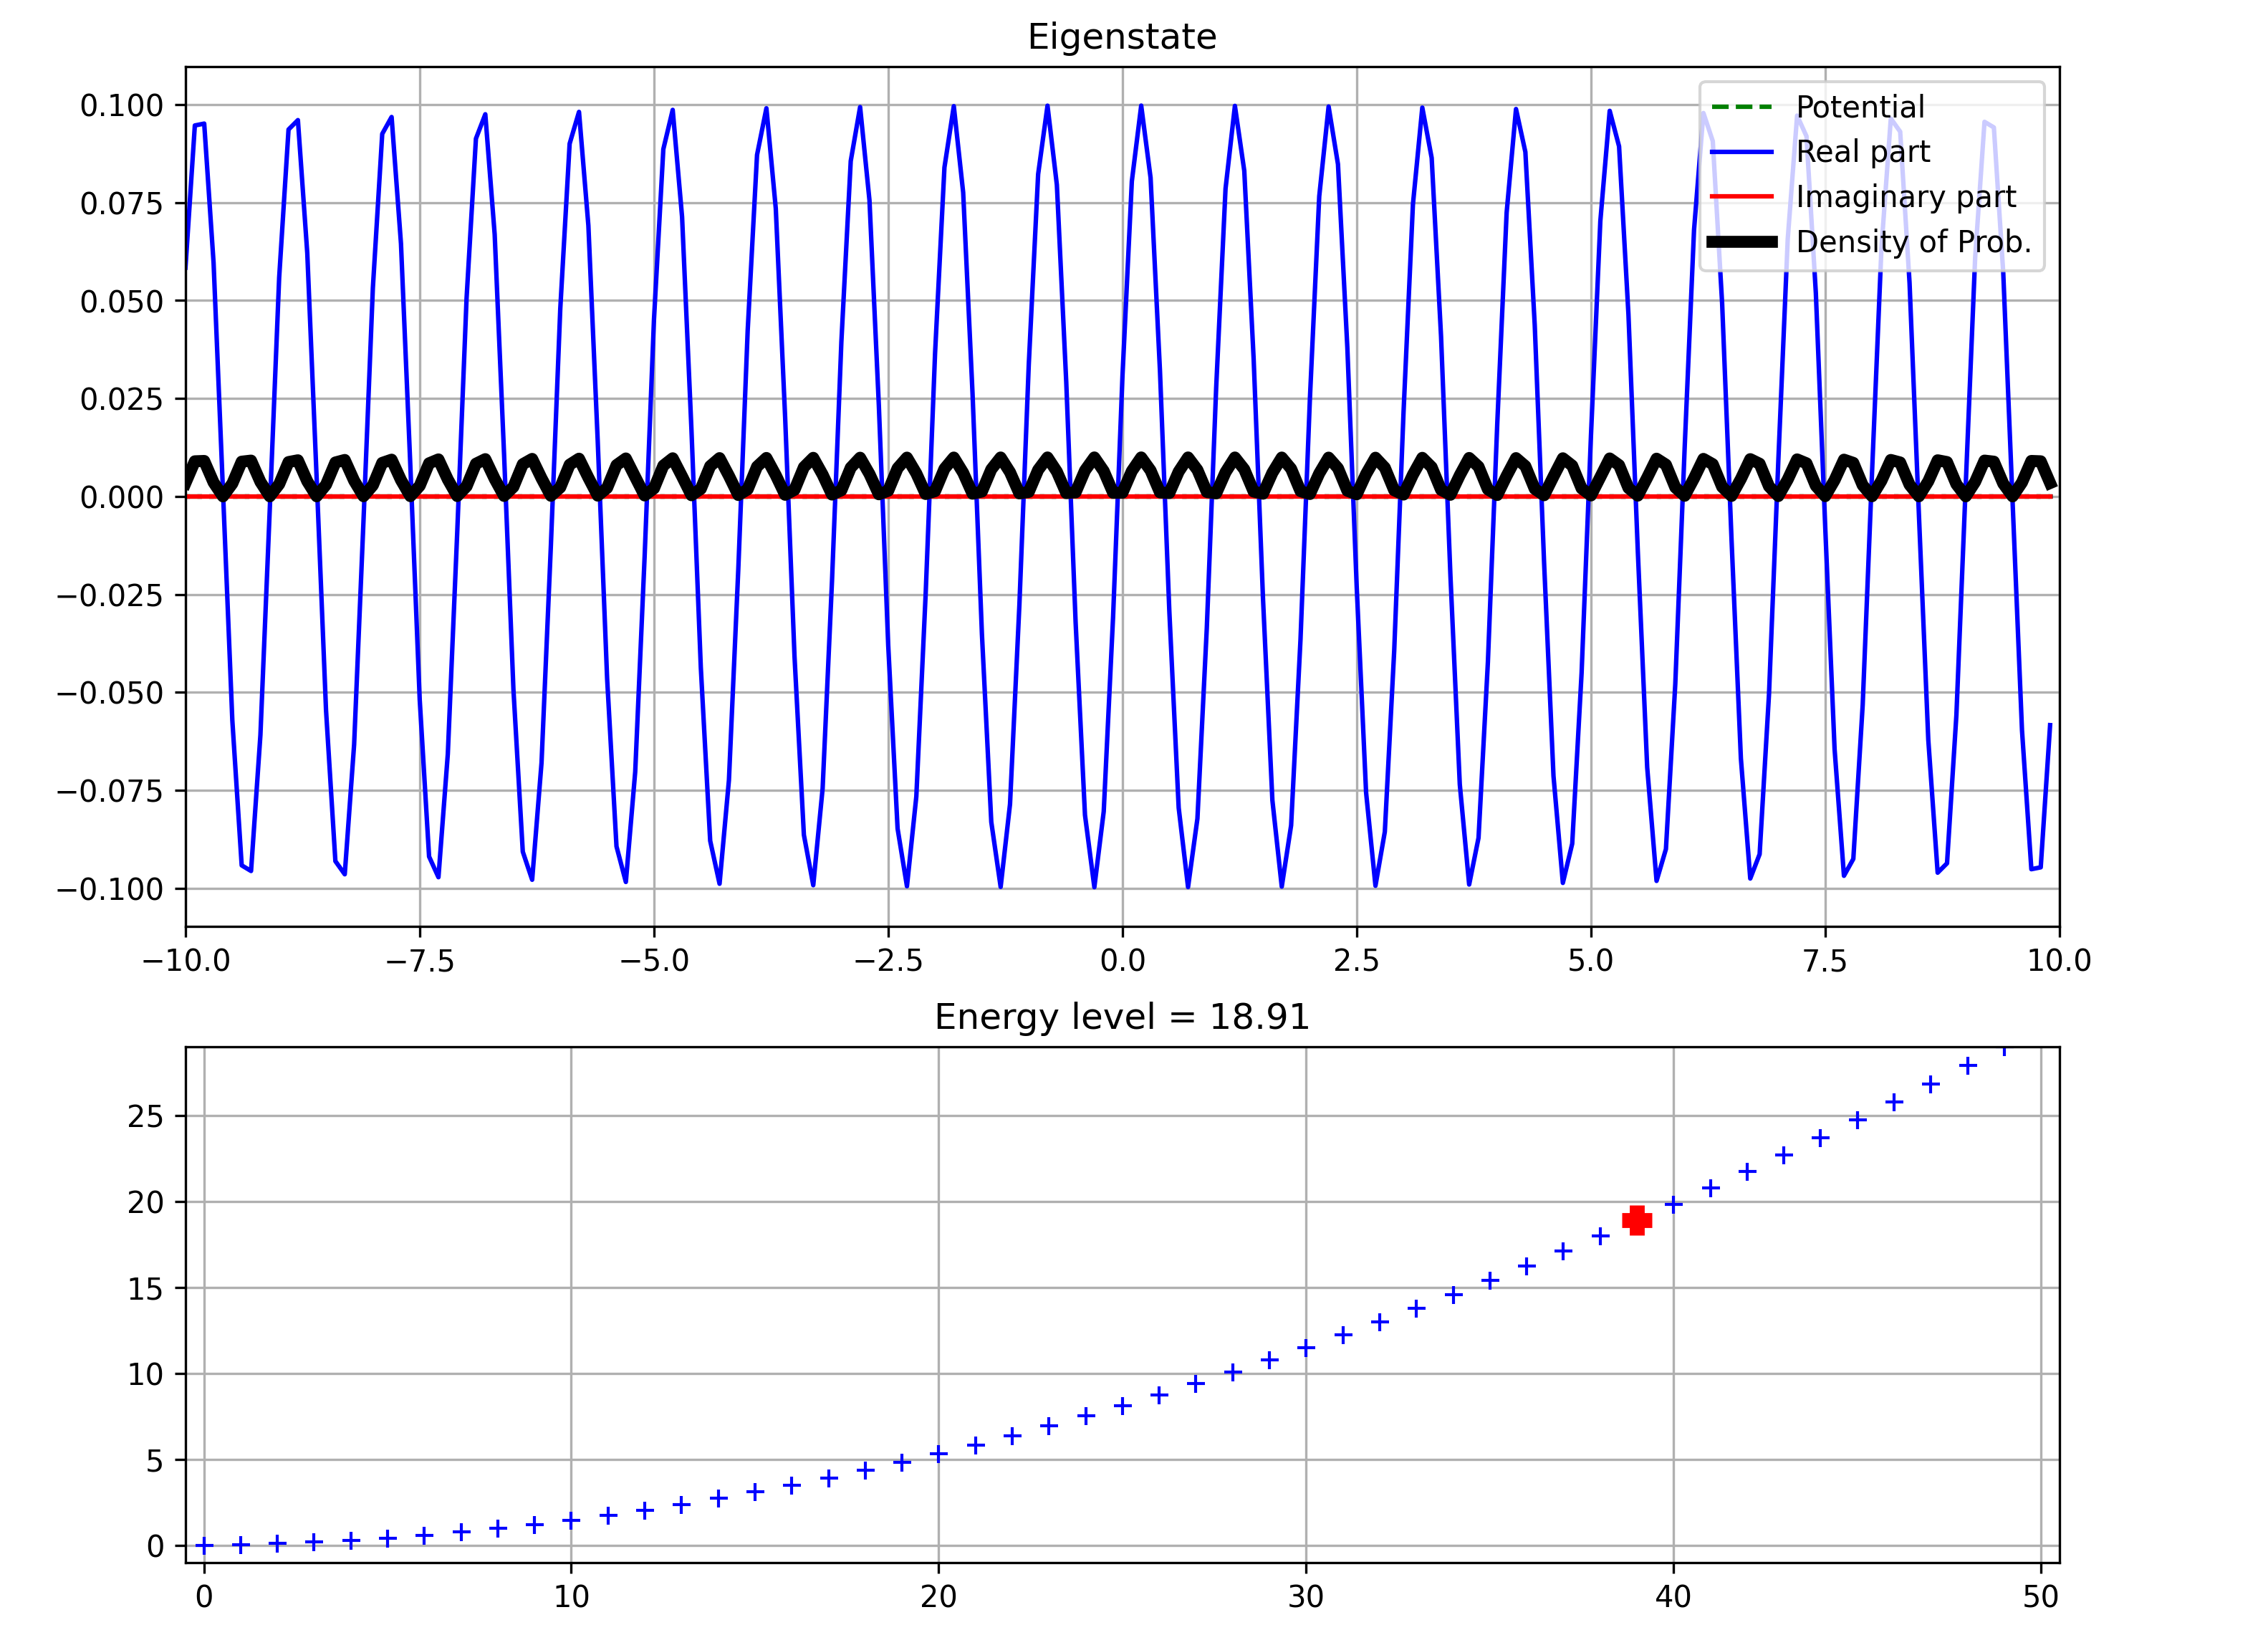 Eigenstate
0.100
0.075
0.050
0.025
0.000
−0.025
−0.050
−0.075
−0.100
Potential
Real part
Imaginary part
Density of Prob.
−10.0 −7.5 −5.0 −2.5 0.0 2.5 5.0 7.5 10.0
Energy level = 18.91
25
20
15
10
5
0
0 10 20 30 40 50